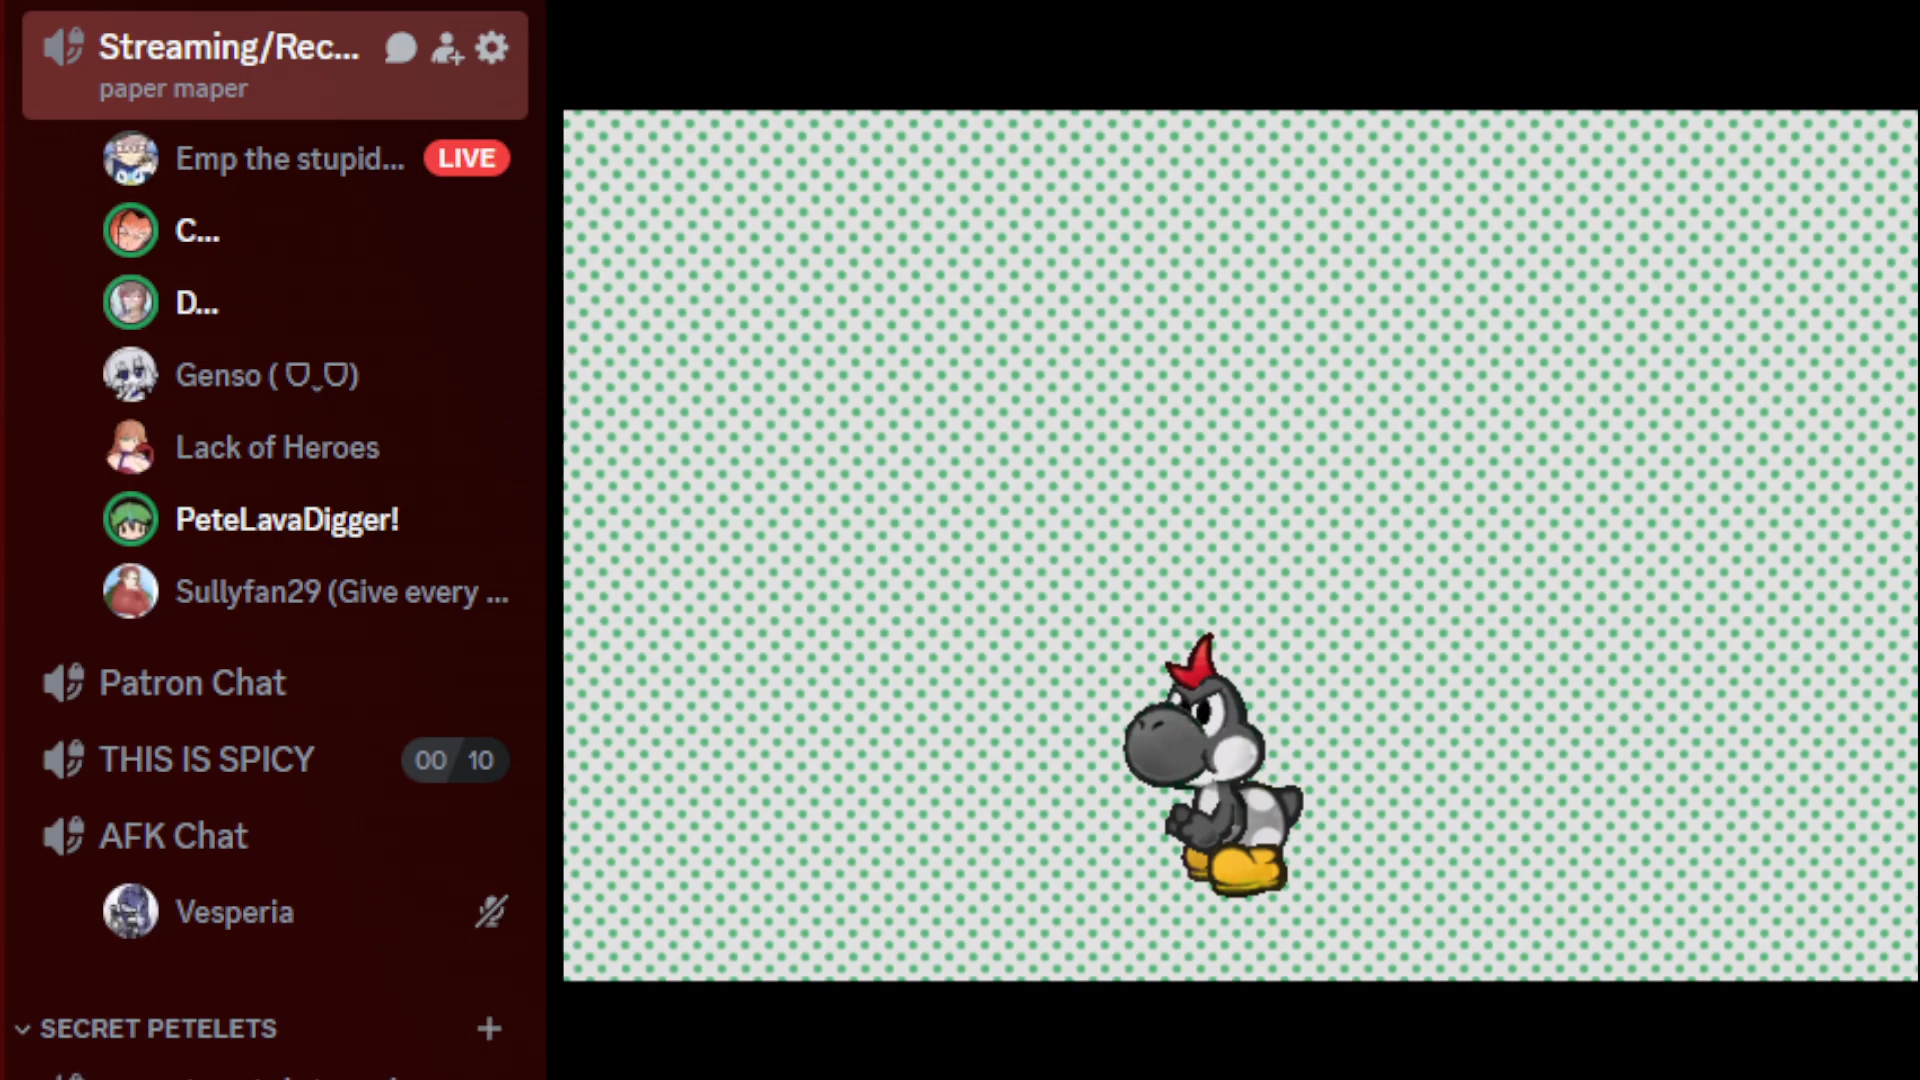 Streaming/Rec...
paper maper
Emp the stupid... LIVE
C...
D...
Genso ( ᗜ‿ᗜ)
Lack of Heroes
PeteLavaDigger!
Sullyfan29 (Give every ...
Patron Chat
THIS IS SPICY 00 10
AFK Chat
Vesperia
SECRET PETELETS